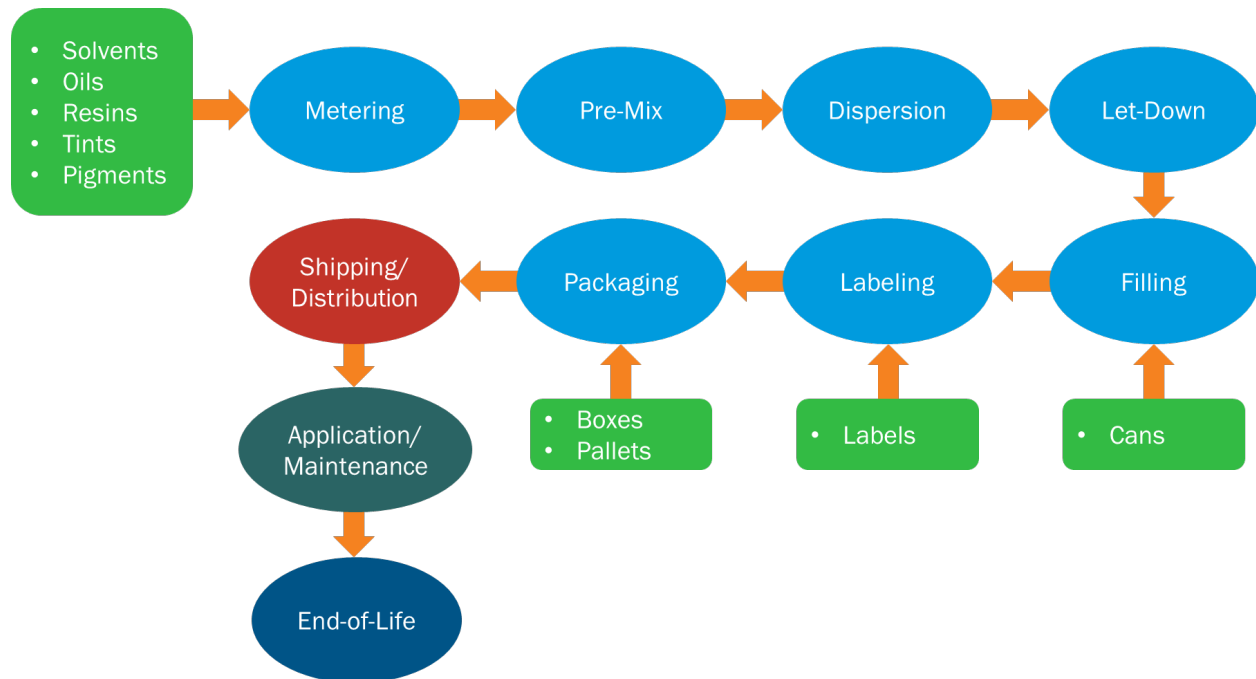 • Solvents
• Oils
• Resins
• Tints
• Pigments
Metering
Pre-Mix
Dispersion
Let-Down
Shipping/
Distribution
Packaging
Labeling
Filling
Application/
Maintenance
• Boxes
• Pallets
• Labels
• Cans
End-of-Life